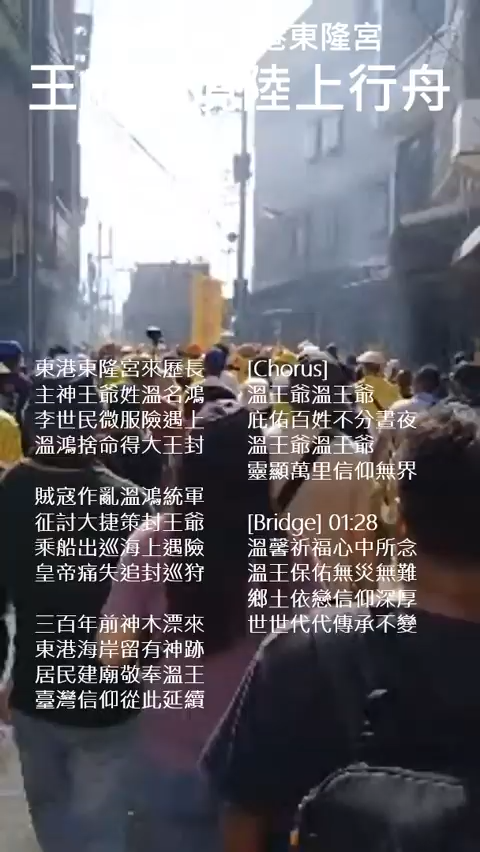 港東隆宮
王
陸上行舟
東港東隆宮來歷長
主神王爺姓溫名鴻
李世民微服險遇上
溫鴻捨命得大王封
賊寇作亂溫鴻統軍
征討大捷策封王爺
乘船出巡海上遇險
皇帝痛失追封巡狩
三百年前神木漂來
東港海岸留有神跡
居民建廟敬奉溫王
臺灣信仰從此延續
[Chorus]
溫王爺溫王爺
庇佑百姓不分晝夜
溫王爺溫王爺
靈顯萬里信仰無界
[Bridge] 01:28
溫馨祈福心中所念
溫王保佑無災無難
鄉土依戀信仰深厚
世世代代傳承不變